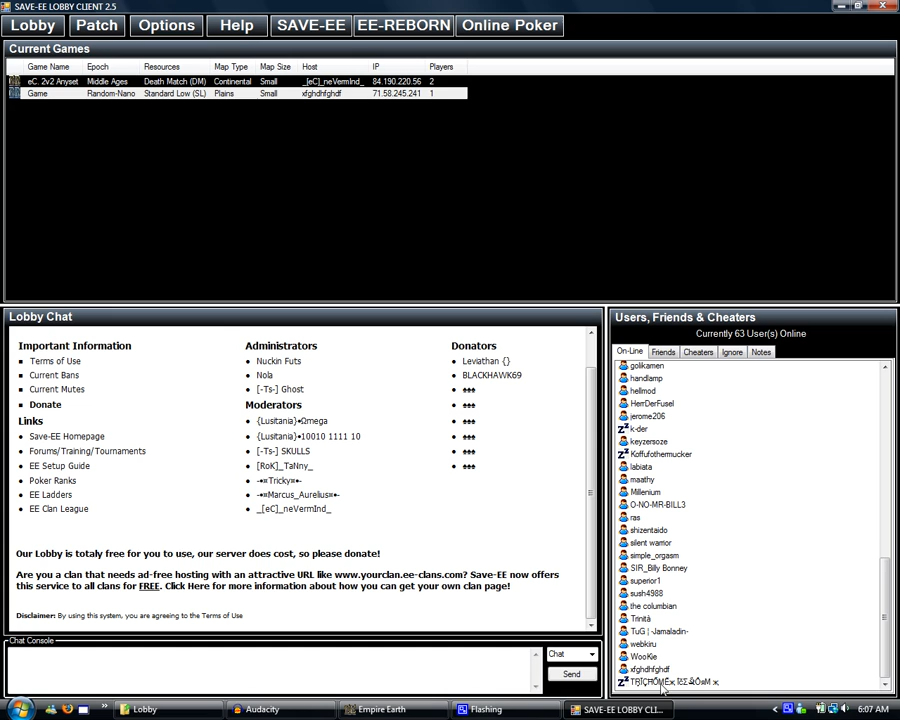 SAVE-EE LOBBY CLIENT 2.5
Lobby Patch Options Help SAVE-EE EE-REBORN Online Poker
Current Games
Game Name Epoch Resources Map Type Map Size Host IP Players
eC. 2v2 Anyset Middle Ages Death Match (DM) Continental Small _[eC]_neVermInd_ 84.190.220.56 2
Game Random-Nano Standard Low (SL) Plains Small xfghdhfghdf 71.58.245.241 1
Lobby Chat
Important Information
Terms of Use
Current Bans
Current Mutes
Donate
Links
Save-EE Homepage
Forums/Training/Tournaments
EE Setup Guide
Poker Ranks
EE Ladders
EE Clan League
Administrators
Nuckin Futs
Nola
[-Ts-] Ghost
Moderators
{Lusitania}•Ωmega
{Lusitania}•10010 1111 10
[-Ts-] SKULLS
[RoK]_TaNny_
-•¤Tricky¤•-
-•¤Marcus_Aurelius¤•-
_[eC]_neVermInd_
Donators
Leviathan {}
BLACKHAWK69
♠♠♠
♠♠♠
♠♠♠
♠♠♠
♠♠♠
♠♠♠
Our Lobby is totaly free for you to use, our server does cost, so please donate!
Are you a clan that needs ad-free hosting with an attractive URL like www.yourclan.ee-clans.com? Save-EE now offers
this service to all clans for FREE. Click Here for more information about how you can get your own clan page!
Disclaimer: By using this system, you are agreeing to the Terms of Use
Chat Console
Chat
Send
Users, Friends & Cheaters
Currently 63 User(s) Online
On-Line Friends Cheaters Ignore Notes
golikamen
handlamp
hellmod
HerrDerFusel
jerome206
k-der
keyzersoze
Koffufothermucker
labiata
maathy
Millenium
O-NO-MR-BILL3
ras
shizentaido
silent warrior
simple_orgasm
SIR_Billy Bonney
superior1
sush4988
the columbian
Trinità
TuG | -Jamaladin-
webkiru
WooKie
xfghdhfghdf
Lobby Audacity Empire Earth Flashing SAVE-EE LOBBY CLI... 6:07 AM